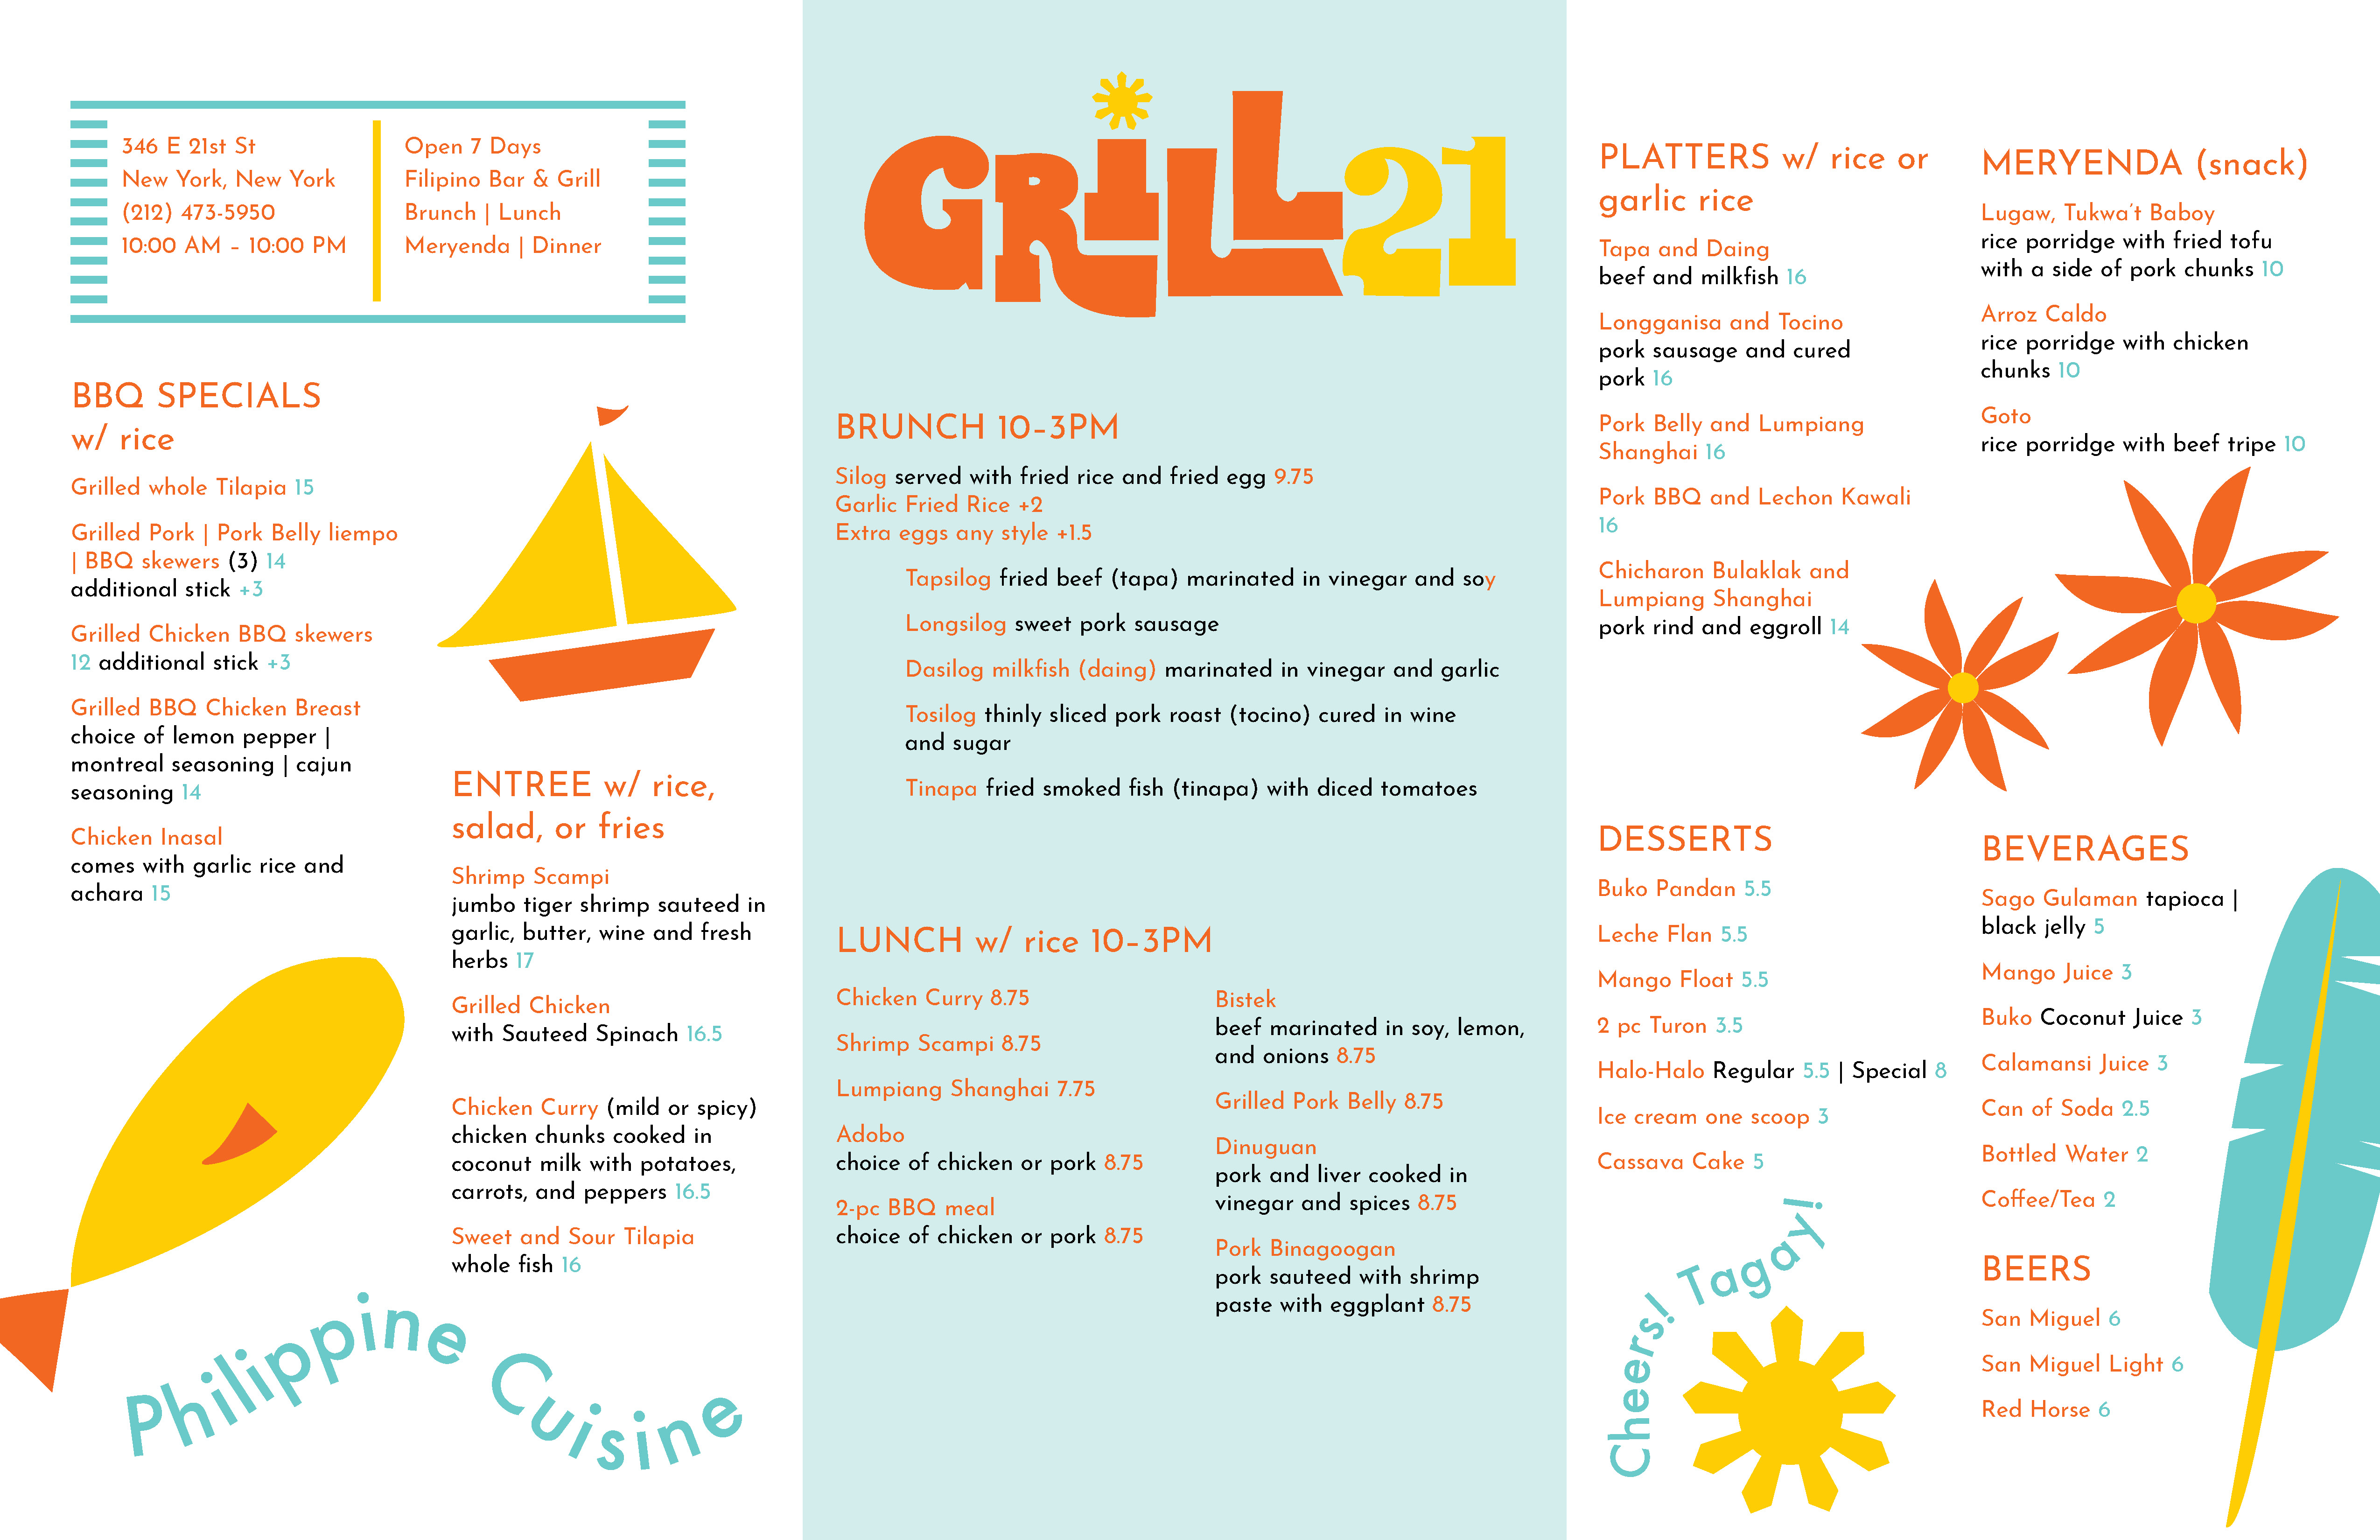 346 E 21st St
New York, New York
(212) 473-5950
10:00 AM – 10:00 PM
Open 7 Days
Filipino Bar & Grill
Brunch | Lunch
Meryenda | Dinner
BBQ SPECIALS
w/ rice
Grilled whole Tilapia 15
Grilled Pork | Pork Belly liempo
| BBQ skewers (3) 14
additional stick +3
Grilled Chicken BBQ skewers
12 additional stick +3
Grilled BBQ Chicken Breast
choice of lemon pepper |
montreal seasoning | cajun
seasoning 14
Chicken Inasal
comes with garlic rice and
achara 15
ENTREE w/ rice,
salad, or fries
Shrimp Scampi
jumbo tiger shrimp sauteed in
garlic, butter, wine and fresh
herbs 17
Grilled Chicken
with Sauteed Spinach 16.5
Chicken Curry (mild or spicy)
chicken chunks cooked in
coconut milk with potatoes,
carrots, and peppers 16.5
Sweet and Sour Tilapia
whole fish 16
Philippine Cuisine
GRILL 21
BRUNCH 10–3PM
Silog served with fried rice and fried egg 9.75
Garlic Fried Rice +2
Extra eggs any style +1.5
Tapsilog fried beef (tapa) marinated in vinegar and soy
Longsilog sweet pork sausage
Dasilog milkfish (daing) marinated in vinegar and garlic
Tosilog thinly sliced pork roast (tocino) cured in wine
and sugar
Tinapa fried smoked fish (tinapa) with diced tomatoes
LUNCH w/ rice 10–3PM
Chicken Curry 8.75
Shrimp Scampi 8.75
Lumpiang Shanghai 7.75
Adobo
choice of chicken or pork 8.75
2-pc BBQ meal
choice of chicken or pork 8.75
Bistek
beef marinated in soy, lemon,
and onions 8.75
Grilled Pork Belly 8.75
Dinuguan
pork and liver cooked in
vinegar and spices 8.75
Pork Binagoogan
pork sauteed with shrimp
paste with eggplant 8.75
PLATTERS w/ rice or
garlic rice
Tapa and Daing
beef and milkfish 16
Longganisa and Tocino
pork sausage and cured
pork 16
Pork Belly and Lumpiang
Shanghai 16
Pork BBQ and Lechon Kawali
16
Chicharon Bulaklak and
Lumpiang Shanghai
pork rind and eggroll 14
MERYENDA (snack)
Lugaw, Tukwa't Baboy
rice porridge with fried tofu
with a side of pork chunks 10
Arroz Caldo
rice porridge with chicken
chunks 10
Goto
rice porridge with beef tripe 10
DESSERTS
Buko Pandan 5.5
Leche Flan 5.5
Mango Float 5.5
2 pc Turon 3.5
Halo-Halo Regular 5.5 | Special 8
Ice cream one scoop 3
Cassava Cake 5
Cheers! Tagay!
BEVERAGES
Sago Gulaman tapioca |
black jelly 5
Mango Juice 3
Buko Coconut Juice 3
Calamansi Juice 3
Can of Soda 2.5
Bottled Water 2
Coffee/Tea 2
BEERS
San Miguel 6
San Miguel Light 6
Red Horse 6